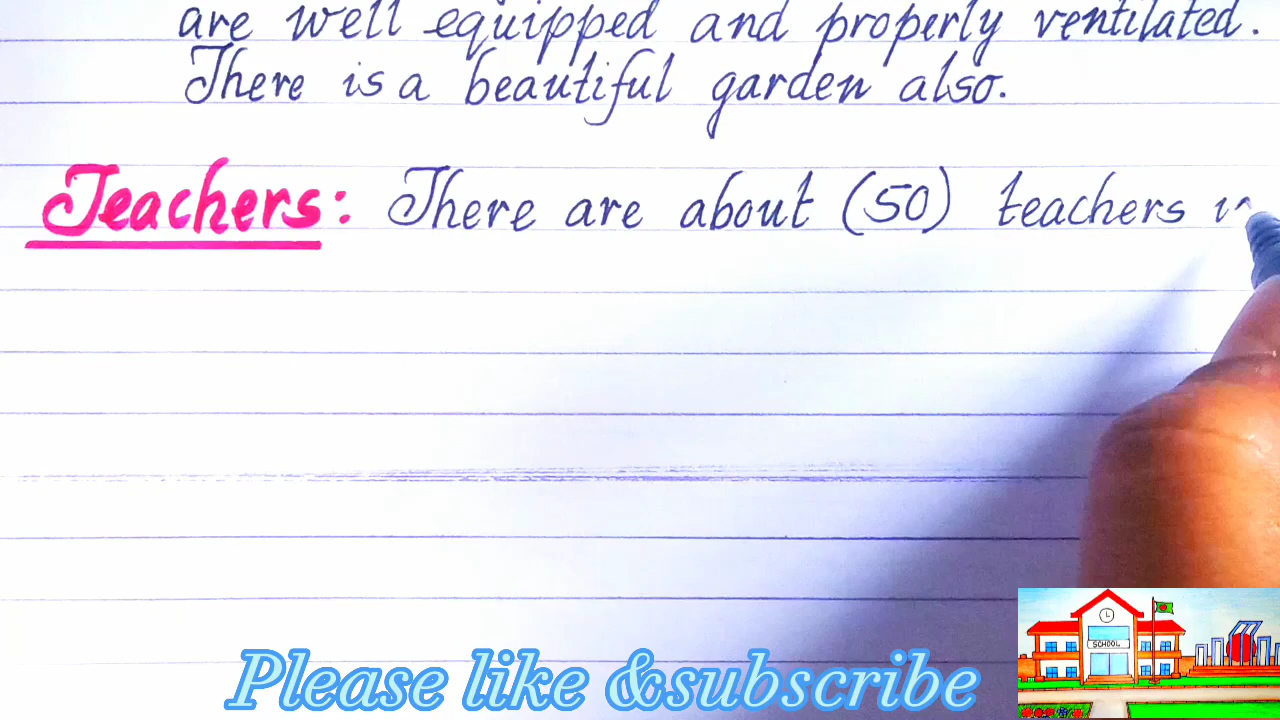 are well equipped and properly ventilated.
There is a beautiful garden also.
Teachers: There are about (50) teachers
SCHOOL
Please like &subscribe